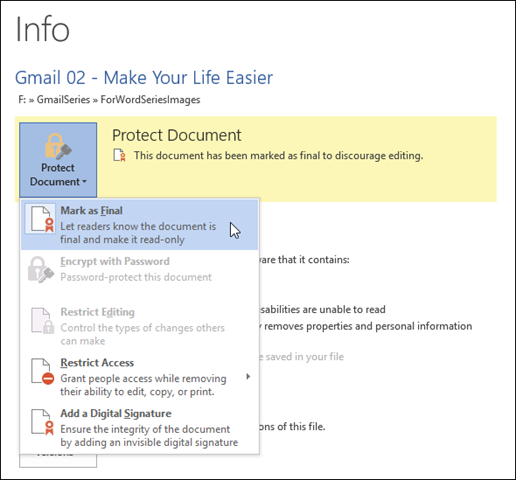 Info
Gmail 02 - Make Your Life Easier
F: » GmailSeries » ForWordSeriesImages
Protect Document
This document has been marked as final to discourage editing.
Protect
Document
Mark as Final
Let readers know the document is
final and make it read-only
ware that it contains:
Encrypt with Password
Password-protect this document
sabilities are unable to read
Restrict Editing
Control the types of changes others
can make
y removes properties and personal information
e saved in your file
Restrict Access
Grant people access while removing
their ability to edit, copy, or print.
Add a Digital Signature
Ensure the integrity of the document
by adding an invisible digital signature
ons of this file.